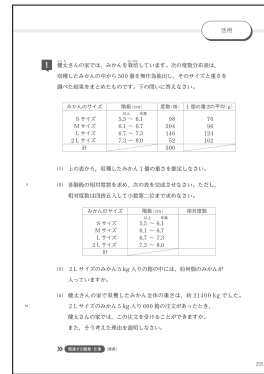 活用
1 健太さんの家では，みかんを栽培しています。次の度数分布表は，
収穫したみかんの中から500個を無作為抽出し，そのサイズと重さを
調べた結果をまとめたものです。下の問いに答えなさい。
みかんのサイズ 階級(cm) 度数(個) 1個の重さの平均(g)
以上 未満
Sサイズ 5.5 ～ 6.1 98 76
Mサイズ 6.1 ～ 6.7 204 96
Lサイズ 6.7 ～ 7.3 146 124
2Lサイズ 7.3 ～ 8.0 52 162
計 500
(1) 上の表から，収穫したみかん1個の重さを推定しなさい。
(2) 各階級の相対度数を求め，次の表を完成させなさい。ただし，
相対度数は四捨五入して小数第二位まで求めなさい。
みかんのサイズ 階級(cm) 相対度数
以上 未満
Sサイズ 5.5 ～ 6.1
Mサイズ 6.1 ～ 6.7
Lサイズ 6.7 ～ 7.3
2Lサイズ 7.3 ～ 8.0
計
(3) 2Lサイズのみかん5kg入りの箱の中には，約何個のみかんが
入っていますか。
(4) 健太さんの家で収穫したみかん全体の重さは，約21400kgでした。
2Lサイズのみかん5kg入り600箱の注文があったとき，
健太さんの家では，この注文を受けることができますか。
また，そう考えた理由を説明しなさい。
関連する職業・仕事
255